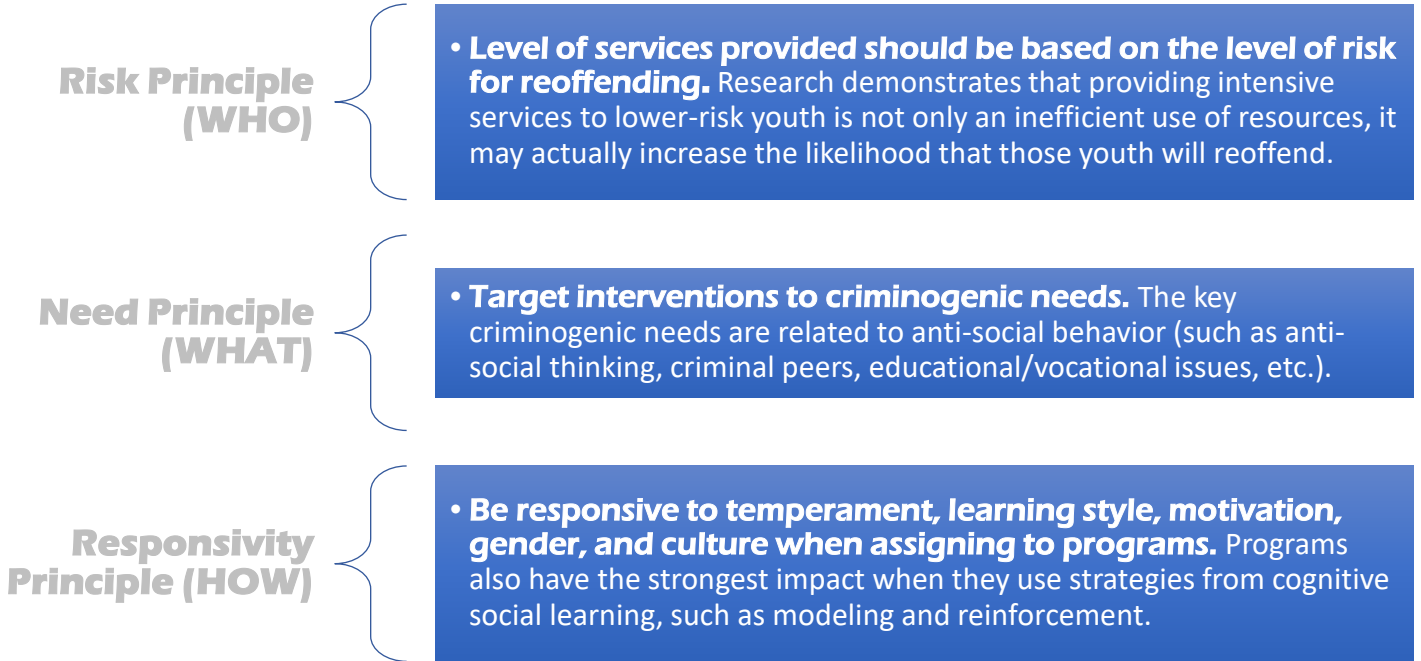 Risk Principle
(WHO)
• Level of services provided should be based on the level of risk
for reoffending. Research demonstrates that providing intensive
services to lower-risk youth is not only an inefficient use of resources, it
may actually increase the likelihood that those youth will reoffend.
Need Principle
(WHAT)
• Target interventions to criminogenic needs. The key
criminogenic needs are related to anti-social behavior (such as anti-
social thinking, criminal peers, educational/vocational issues, etc.).
Responsivity
Principle (HOW)
• Be responsive to temperament, learning style, motivation,
gender, and culture when assigning to programs. Programs
also have the strongest impact when they use strategies from cognitive
social learning, such as modeling and reinforcement.